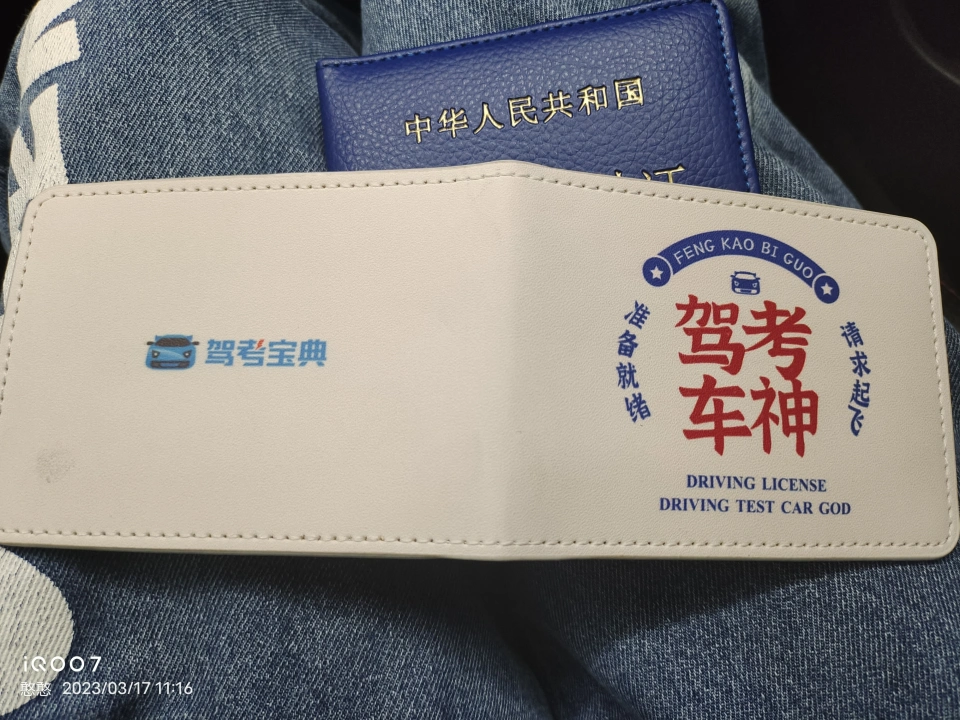 中华人民共和国
证
FENG KAO BI GUO
准备就绪
驾考
车神
请求起飞
DRIVING LICENSE
DRIVING TEST CAR GOD
驾考宝典
iQOO7
憨憨 2023/03/17 11:16